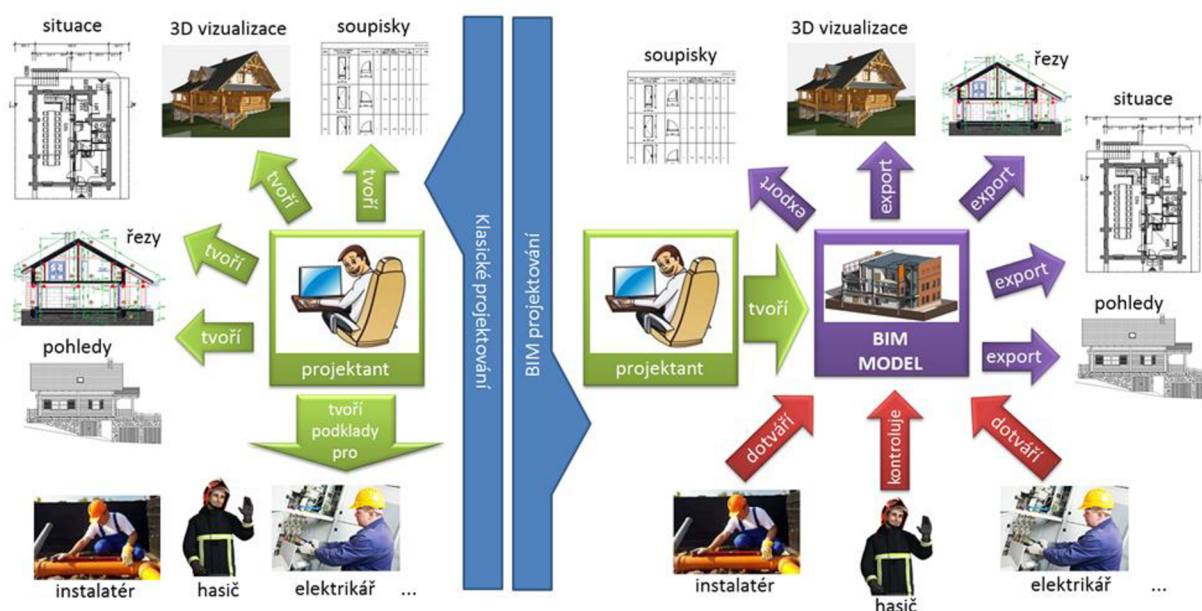 situace
3D vizualizace
soupisky
tvoří
tvoří
řezy
tvoří
tvoří
pohledy
projektant
tvoří
podklady
pro
instalatér
hasič
elektrikář
...
Klasické projektování
BIM projektování
soupisky
3D vizualizace
řezy
situace
export
export
export
export
export
pohledy
projektant
tvoří
BIM
MODEL
dotváří
kontroluje
dotváří
instalatér
hasič
elektrikář
...